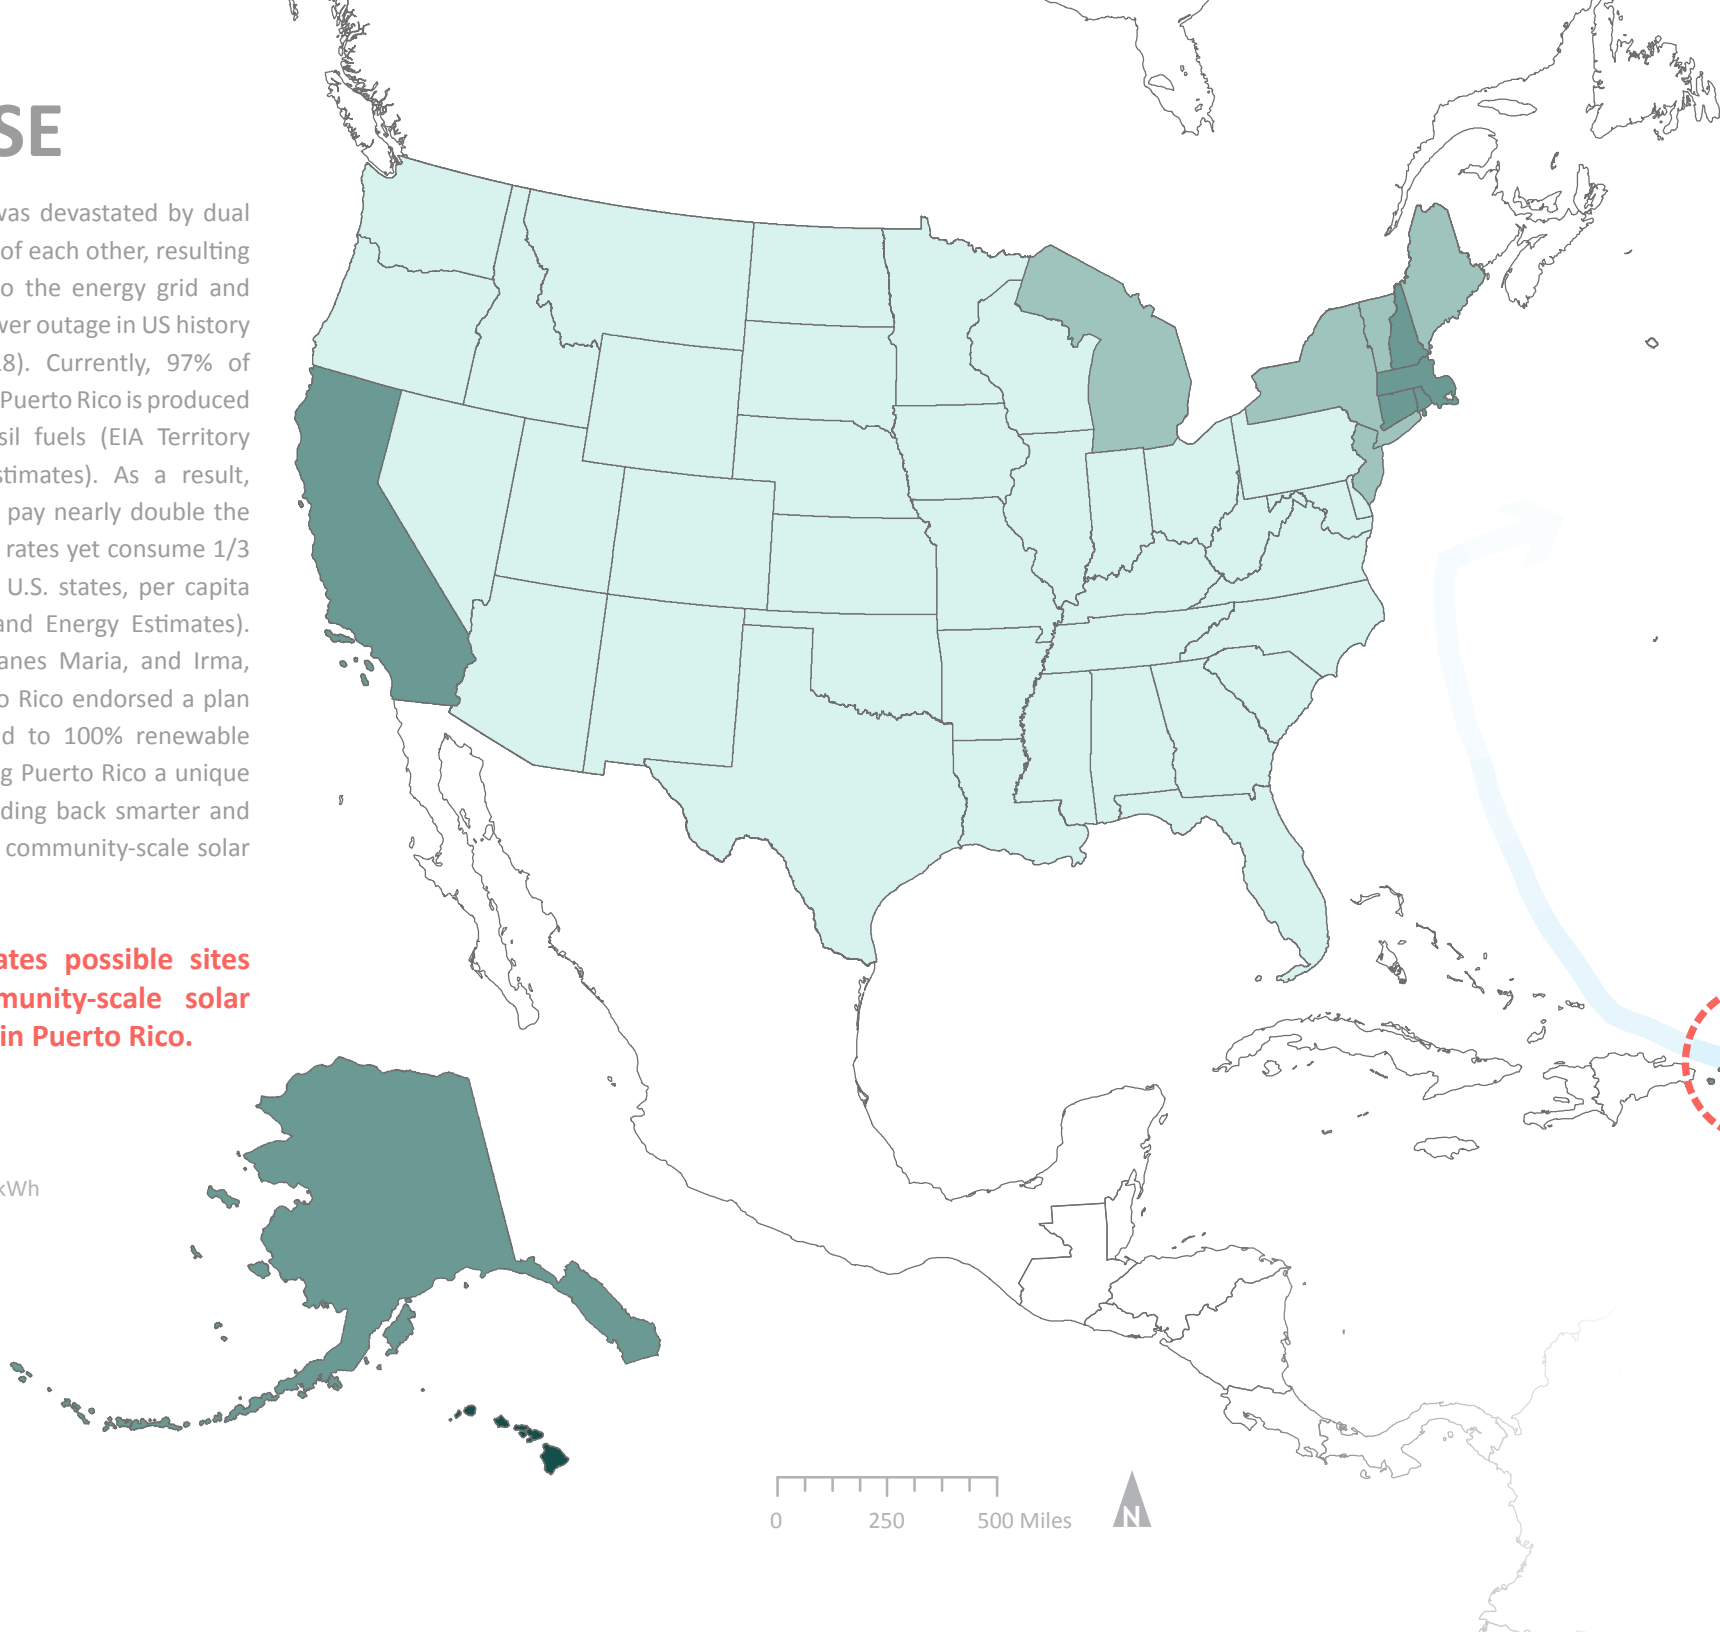 SE
was devastated by dual
of each other, resulting
o the energy grid and
wer outage in US history
18). Currently, 97% of
Puerto Rico is produced
sil fuels (EIA Territory
stimates). As a result,
pay nearly double the
rates yet consume 1/3
U.S. states, per capita
and Energy Estimates).
anes Maria, and Irma,
o Rico endorsed a plan
d to 100% renewable
g Puerto Rico a unique
ding back smarter and
community-scale solar
ates possible sites
munity-scale solar
in Puerto Rico.
kWh
0 250 500 Miles
N